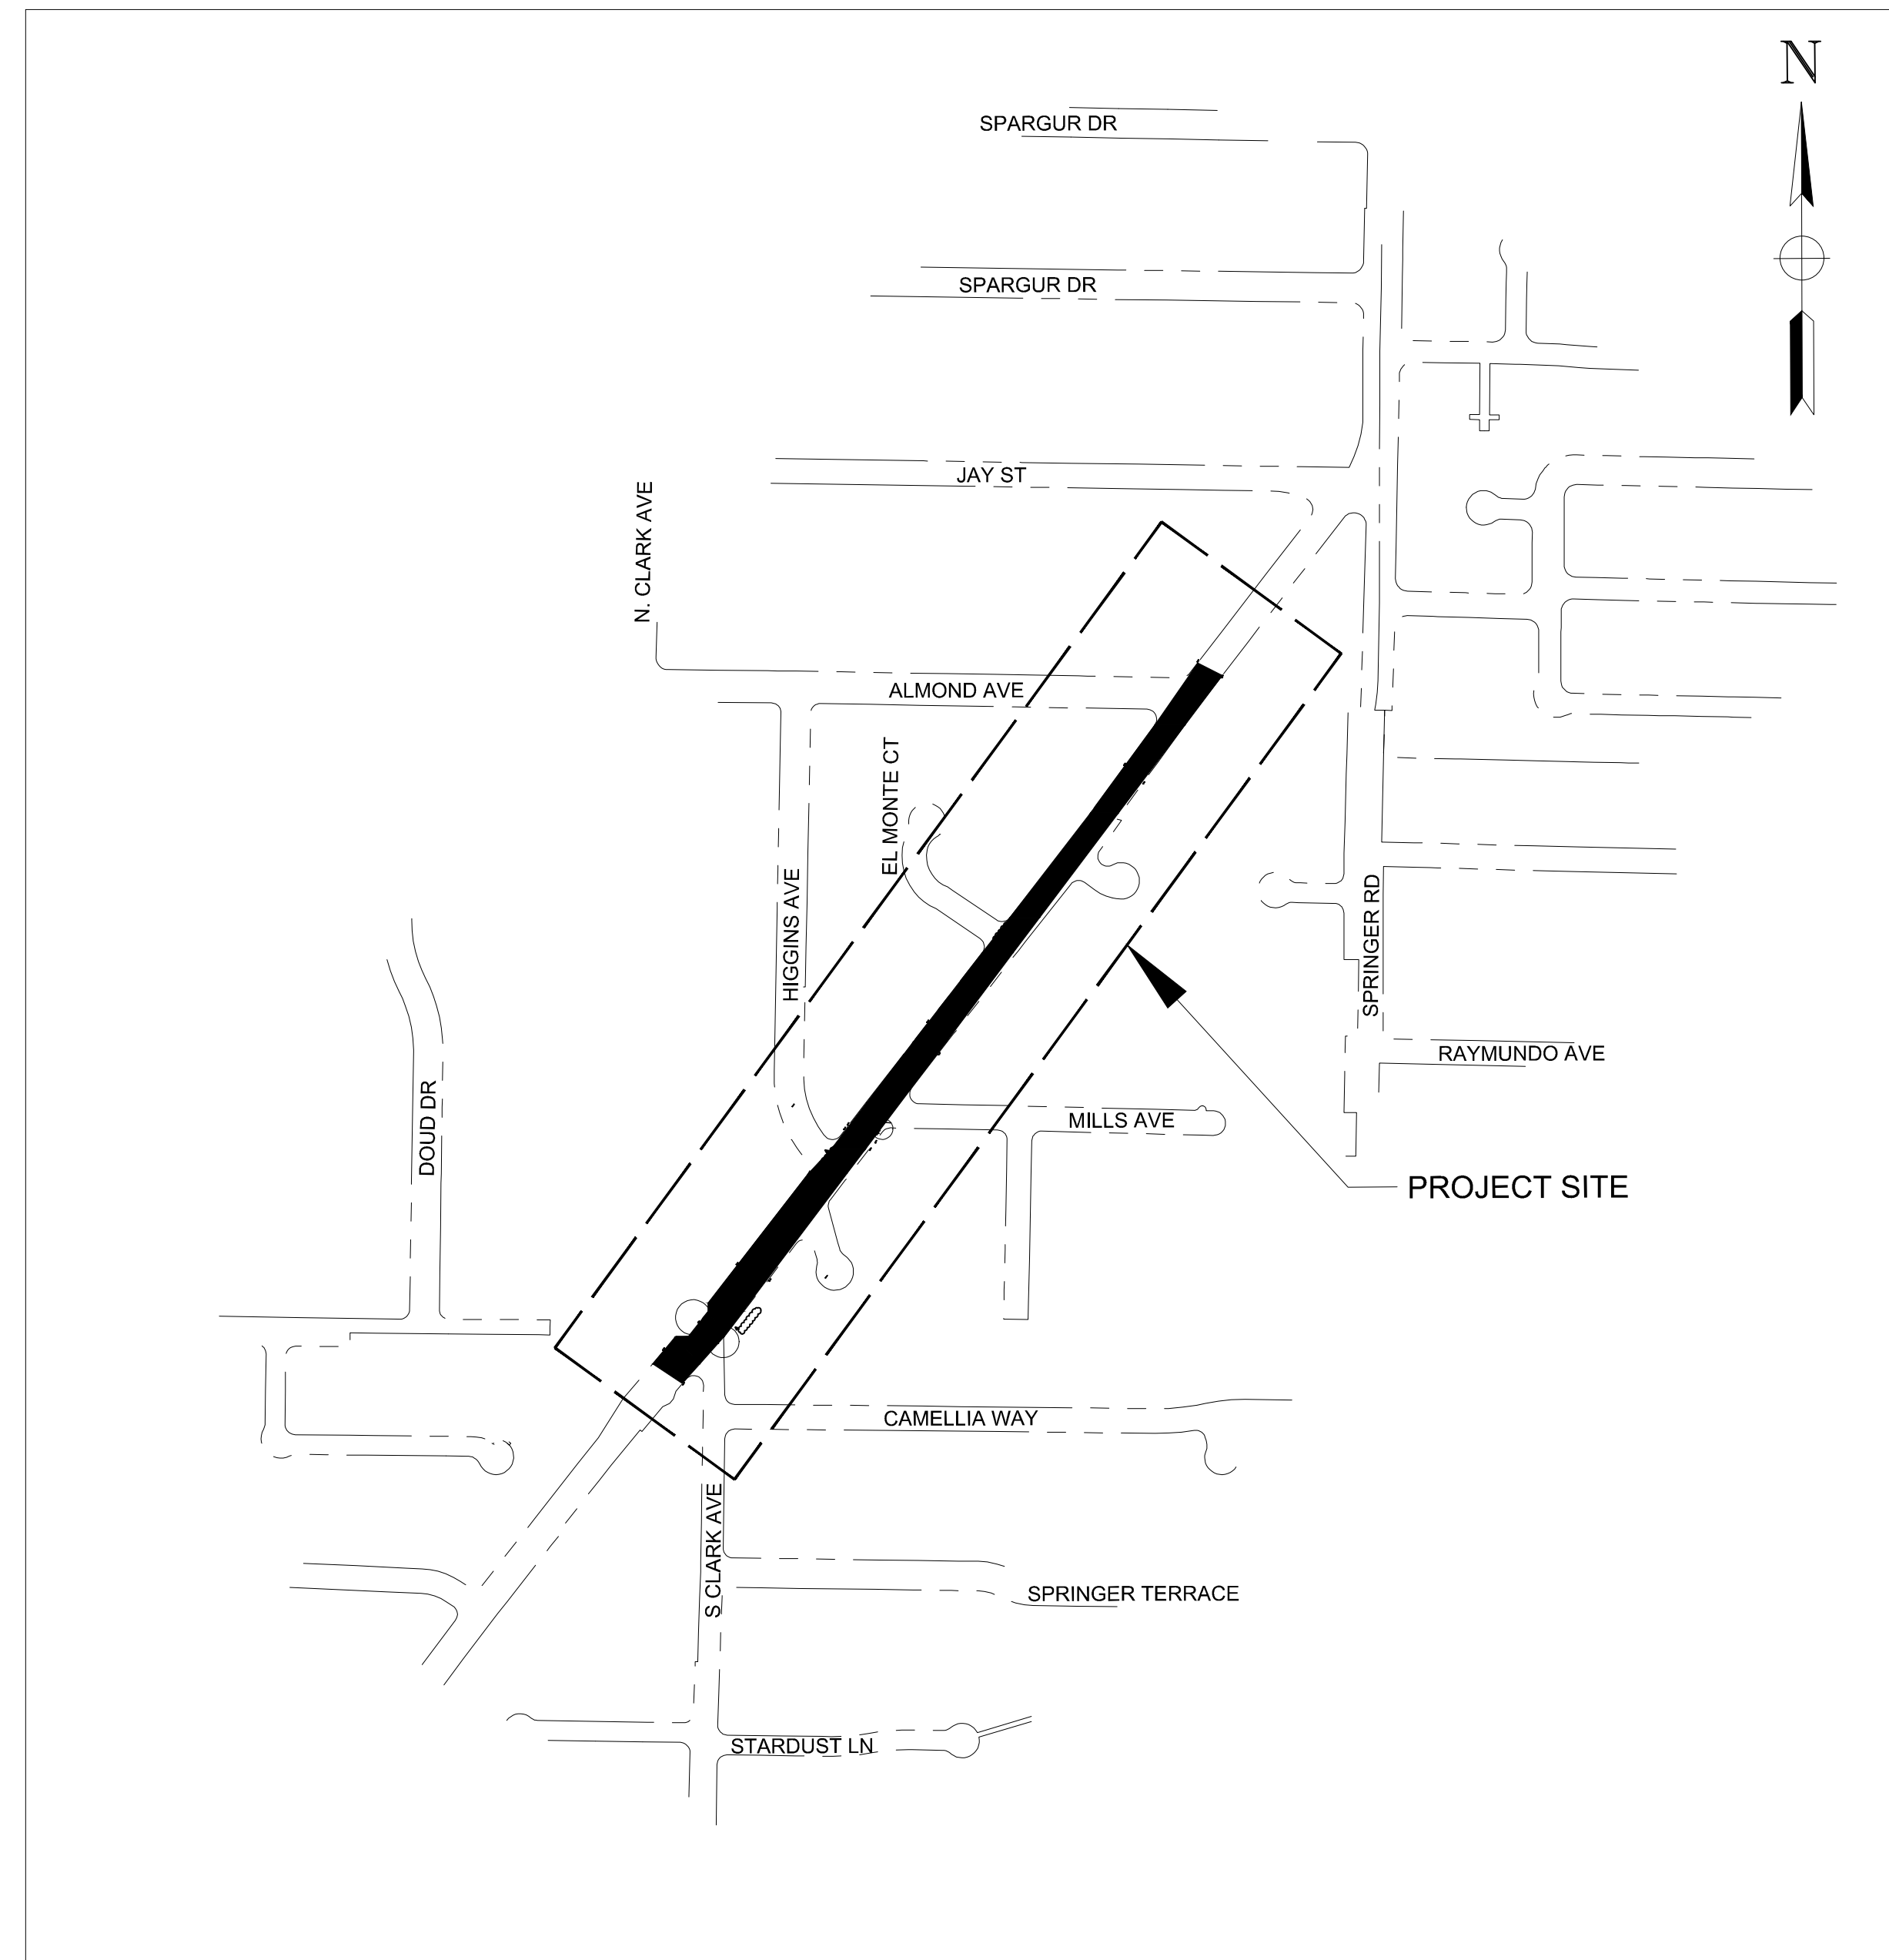 N
SPARGUR DR
SPARGUR DR
JAY ST
N. CLARK AVE
ALMOND AVE
EL MONTE CT
HIGGINS AVE
SPRINGER RD
RAYMUNDO AVE
DOUD DR
MILLS AVE
PROJECT SITE
CAMELLIA WAY
S CLARK AVE
SPRINGER TERRACE
STARDUST LN